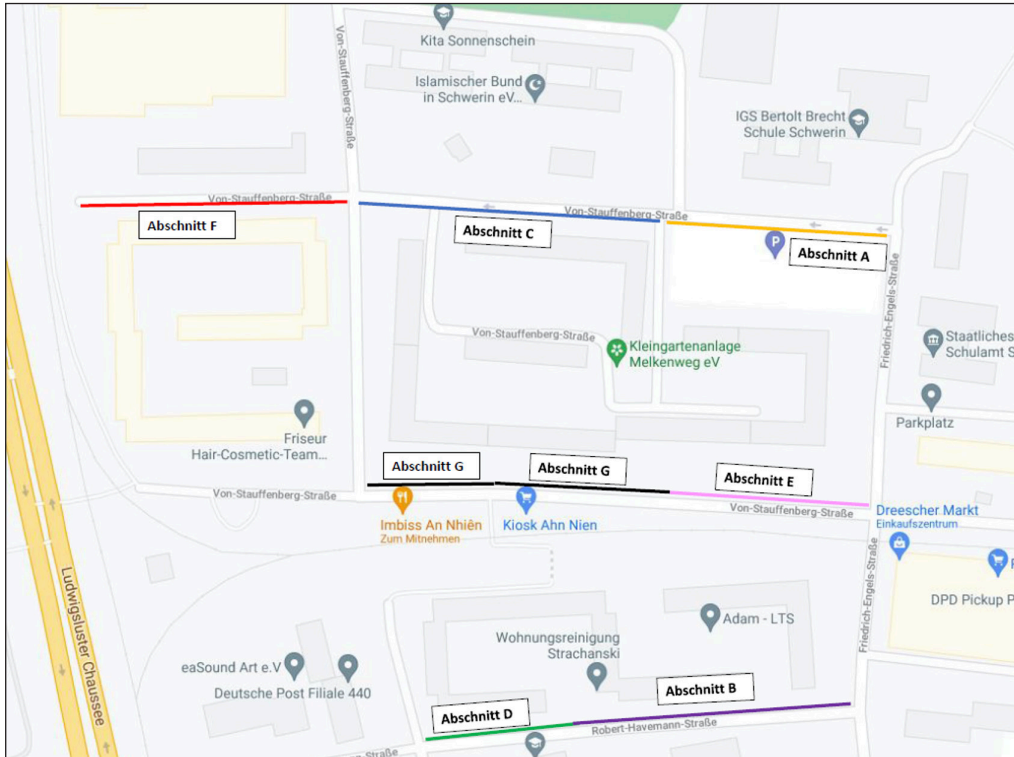 Kita Sonnenschein
Islamischer Bund
in Schwerin eV...
Von-Stauffenberg-Straße
IGS Bertolt Brecht
Schule Schwerin
Von-Stauffenberg-Straße
Von-Stauffenberg-Straße
Abschnitt F
Abschnitt C
P
Abschnitt A
Friedrich-Engels-Straße
Von-Stauffenberg-Straße
Kleingartenanlage
Melkenweg eV
Staatliches
Schulamt S
Parkplatz
Friseur
Hair-Cosmetic-Team...
Abschnitt G
Abschnitt G
Abschnitt E
Von-Stauffenberg-Straße
Imbiss An Nhiên
Zum Mitnehmen
Kiosk Ahn Nien
Von-Stauffenberg-Straße
Dreescher Markt
Einkaufszentrum
Ludwigsluster Chaussee
Friedrich-Engels-Straße
DPD Pickup P
Adam - LTS
Wohnungsreinigung
Strachanski
eaSound Art e.V
Deutsche Post Filiale 440
Abschnitt B
Abschnitt D
Robert-Havemann-Straße